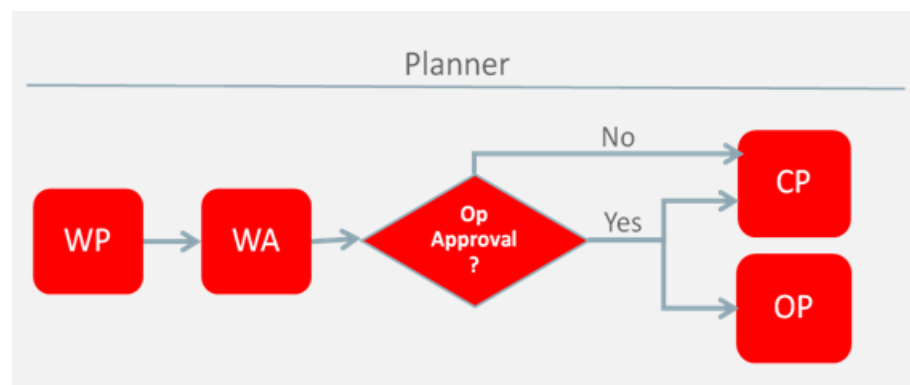 Planner
WP
WA
Op
Approval
?
No
Yes
CP
OP